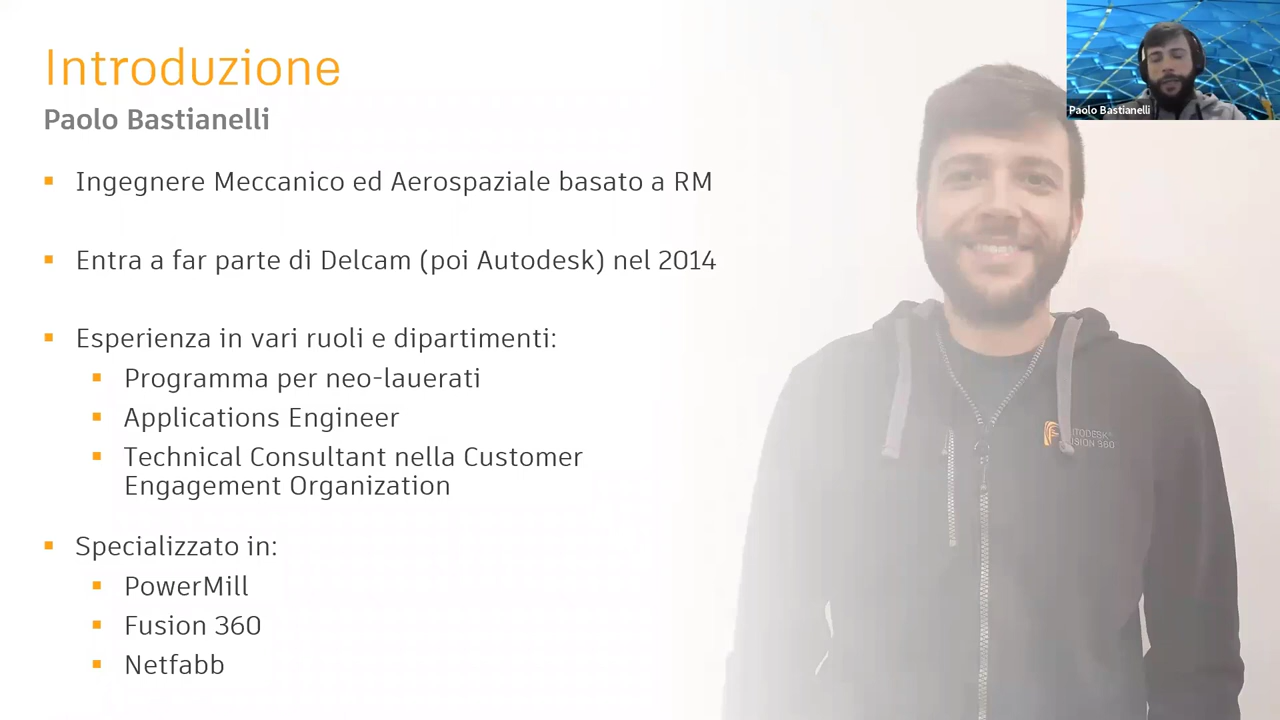 Introduzione
Paolo Bastianelli
Paolo Bastianelli
Ingegnere Meccanico ed Aerospaziale basato a RM
Entra a far parte di Delcam (poi Autodesk) nel 2014
Esperienza in vari ruoli e dipartimenti:
Programma per neo-lauerati
Applications Engineer
Technical Consultant nella Customer
Engagement Organization
Specializzato in:
PowerMill
Fusion 360
Netfabb